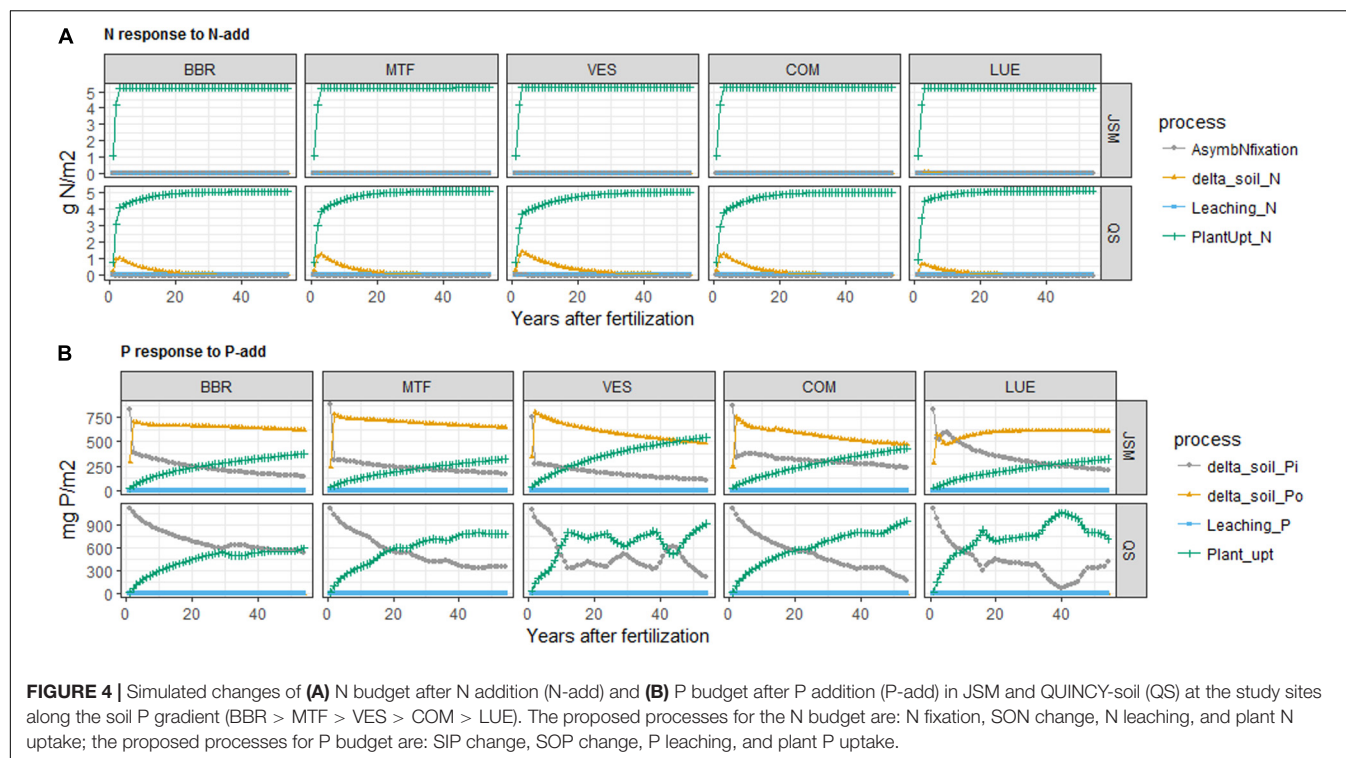 A N response to N-add
BBR MTF VES COM LUE
g N/m2
5
4
3
2
1
0
JSM
5
4
3
2
1
0
QS
0 20 40 0 20 40 0 20 40 0 20 40 0 20 40
Years after fertilization
process
AsymbNfixation
delta_soil_N
Leaching_N
PlantUpt_N
B P response to P-add
BBR MTF VES COM LUE
mg P/m2
750
500
250
0
JSM
900
600
300
0
QS
0 20 40 0 20 40 0 20 40 0 20 40 0 20 40
Years after fertilization
process
delta_soil_Pi
delta_soil_Po
Leaching_P
Plant_upt
FIGURE 4 | Simulated changes of (A) N budget after N addition (N-add) and (B) P budget after P addition (P-add) in JSM and QUINCY-soil (QS) at the study sites
along the soil P gradient (BBR > MTF > VES > COM > LUE). The proposed processes for the N budget are: N fixation, SON change, N leaching, and plant N
uptake; the proposed processes for P budget are: SIP change, SOP change, P leaching, and plant P uptake.